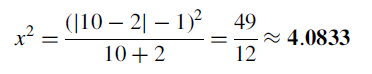 x² = (|10 − 2| − 1)² / 10 + 2 = 49 / 12 ≈ 4.0833